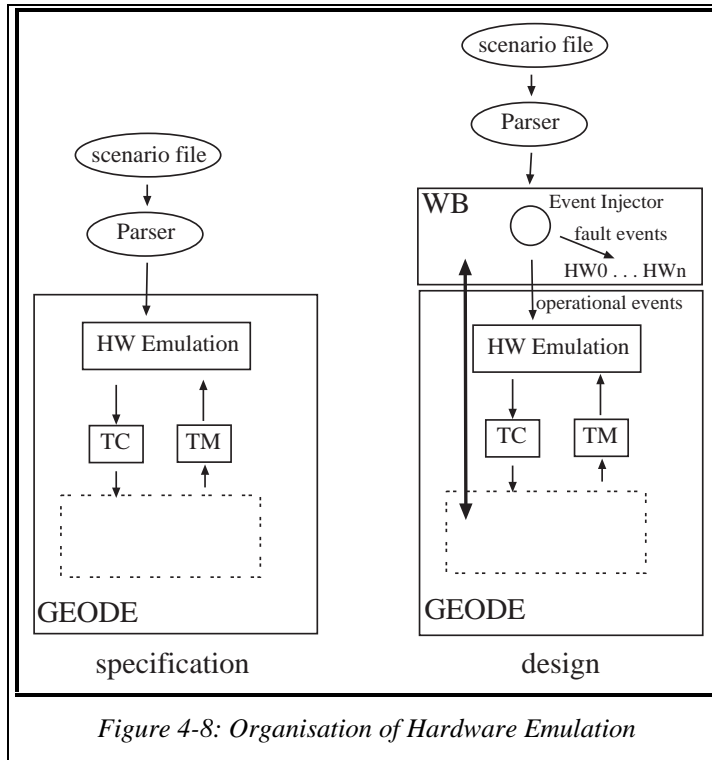 scenario file
Parser
HW Emulation
TC
TM
GEODE
specification
scenario file
Parser
WB
Event Injector
fault events
HW0 . . . HWn
operational events
HW Emulation
TC
TM
GEODE
design
Figure 4-8: Organisation of Hardware Emulation